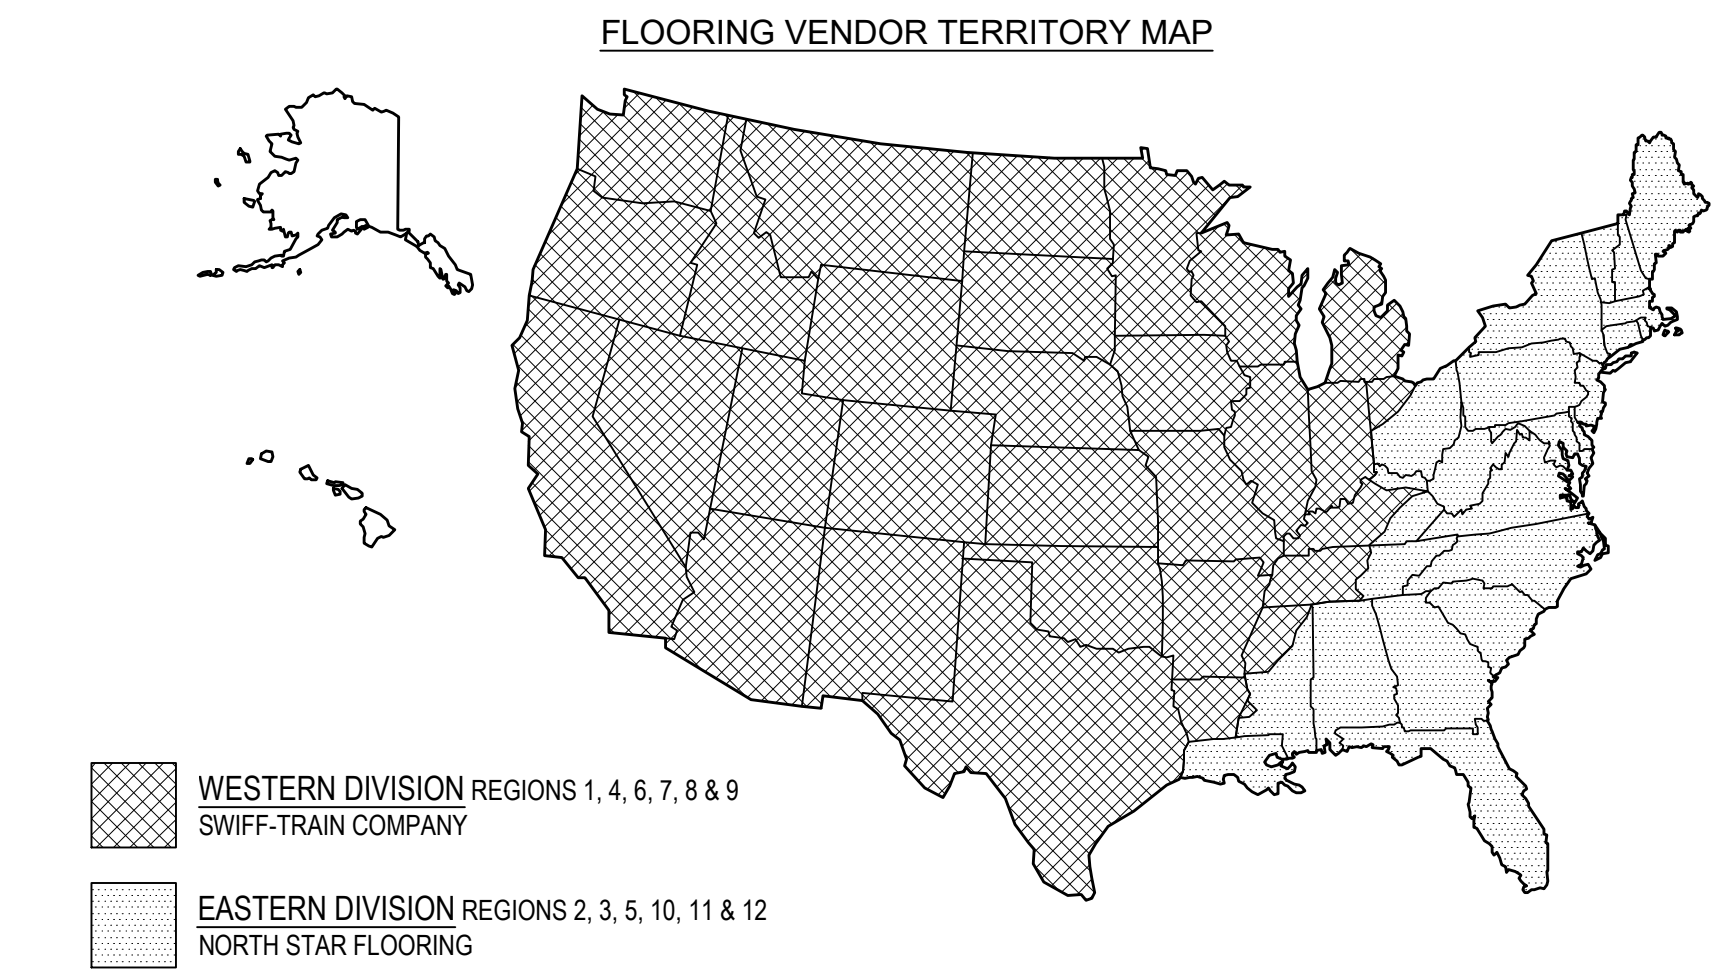 FLOORING VENDOR TERRITORY MAP
WESTERN DIVISION REGIONS 1, 4, 6, 7, 8 & 9
SWIFF-TRAIN COMPANY
EASTERN DIVISION REGIONS 2, 3, 5, 10, 11 & 12
NORTH STAR FLOORING